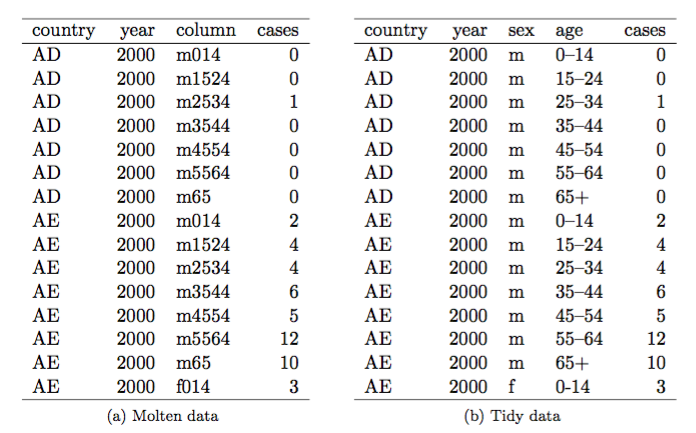 country year column cases
AD 2000 m014 0
AD 2000 m1524 0
AD 2000 m2534 1
AD 2000 m3544 0
AD 2000 m4554 0
AD 2000 m5564 0
AD 2000 m65 0
AE 2000 m014 2
AE 2000 m1524 4
AE 2000 m2534 4
AE 2000 m3544 6
AE 2000 m4554 5
AE 2000 m5564 12
AE 2000 m65 10
AE 2000 f014 3
(a) Molten data
country year sex age cases
AD 2000 m 0–14 0
AD 2000 m 15–24 0
AD 2000 m 25–34 1
AD 2000 m 35–44 0
AD 2000 m 45–54 0
AD 2000 m 55–64 0
AD 2000 m 65+ 0
AE 2000 m 0–14 2
AE 2000 m 15–24 4
AE 2000 m 25–34 4
AE 2000 m 35–44 6
AE 2000 m 45–54 5
AE 2000 m 55–64 12
AE 2000 m 65+ 10
AE 2000 f 0-14 3
(b) Tidy data